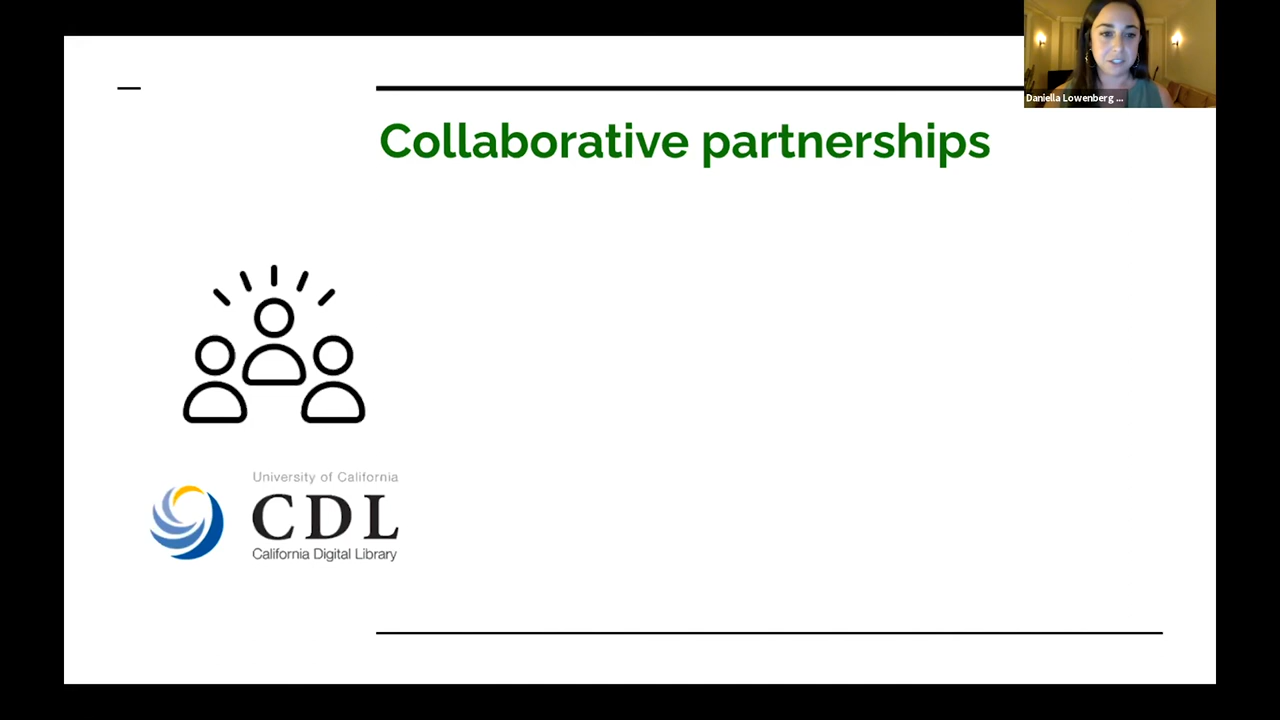 Collaborative partnerships
Daniella Lowenberg ...
University of California
CDL
California Digital Library